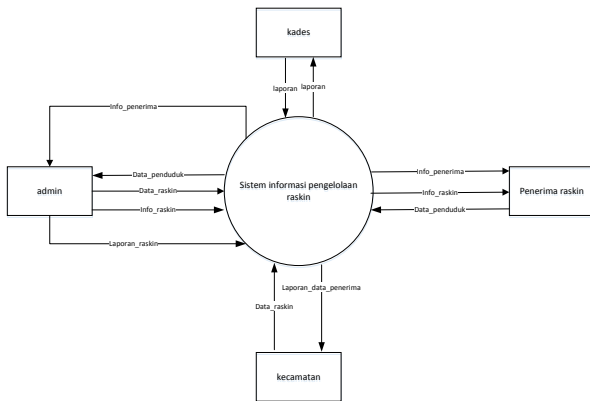 kades
laporan
laporan
Info_penerima
Data_penduduk
admin
Data_raskin
Info_raskin
Laporan_raskin
Sistem informasi pengelolaan
raskin
Info_penerima
Info_raskin
Data_penduduk
Penerima raskin
Laporan_data_penerima
Data_raskin
kecamatan